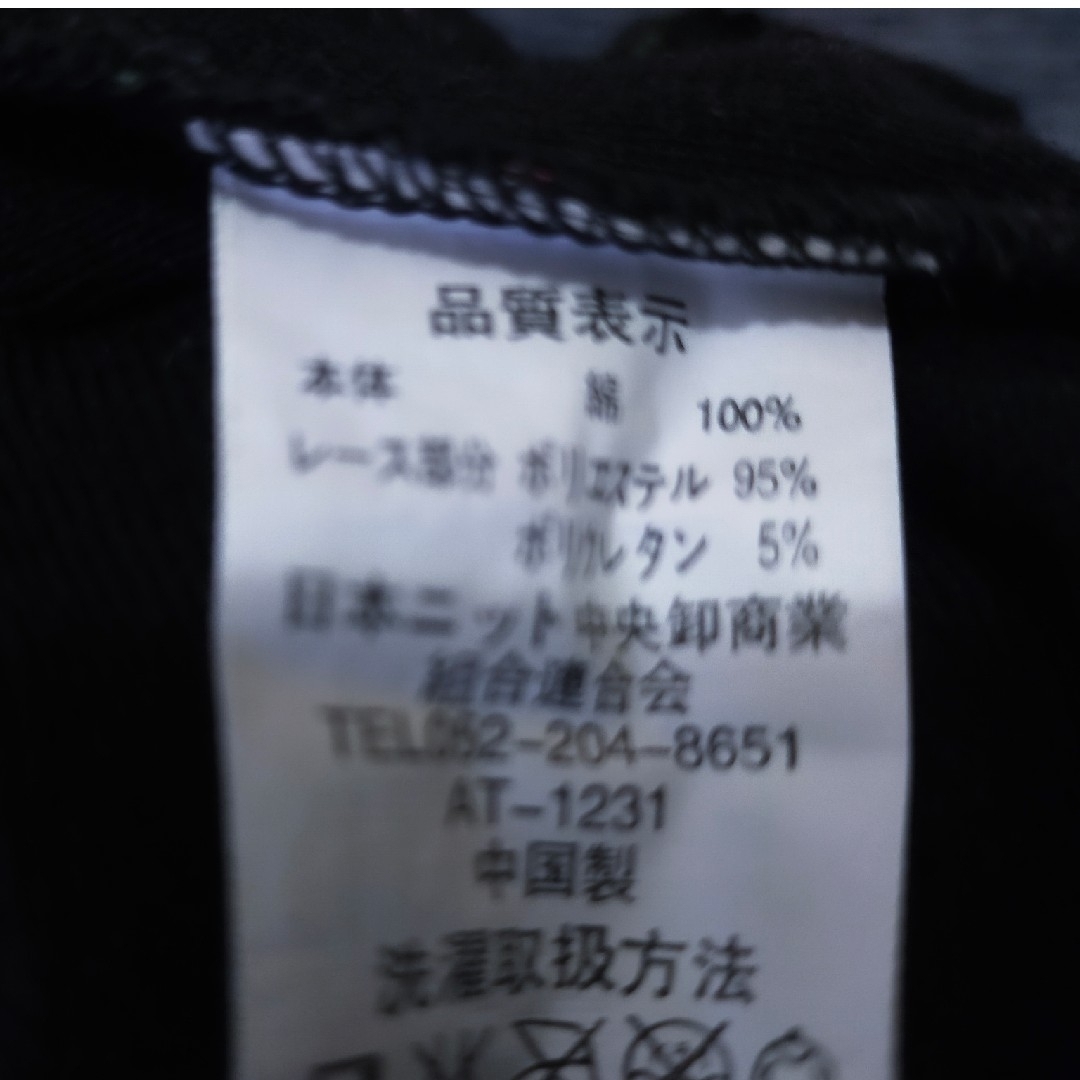 品質表示
本体 綿 100%
レース部分 ポリエステル 95%
ポリウレタン 5%
日本ニット中央卸商業
組合連合会
TEL052-204-8651
AT-1231
中国製
洗濯取扱方法